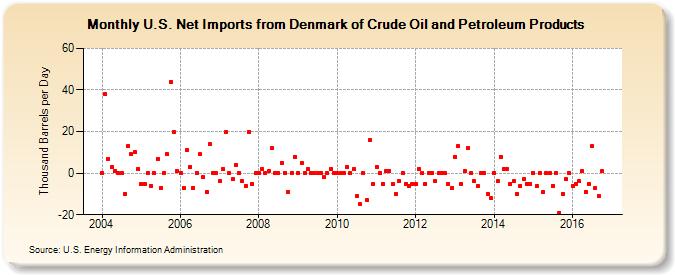 Monthly U.S. Net Imports from Denmark of Crude Oil and Petroleum Products
Thousand Barrels per Day
60
40
20
0
-20
2004 2006 2008 2010 2012 2014 2016
Source: U.S. Energy Information Administration